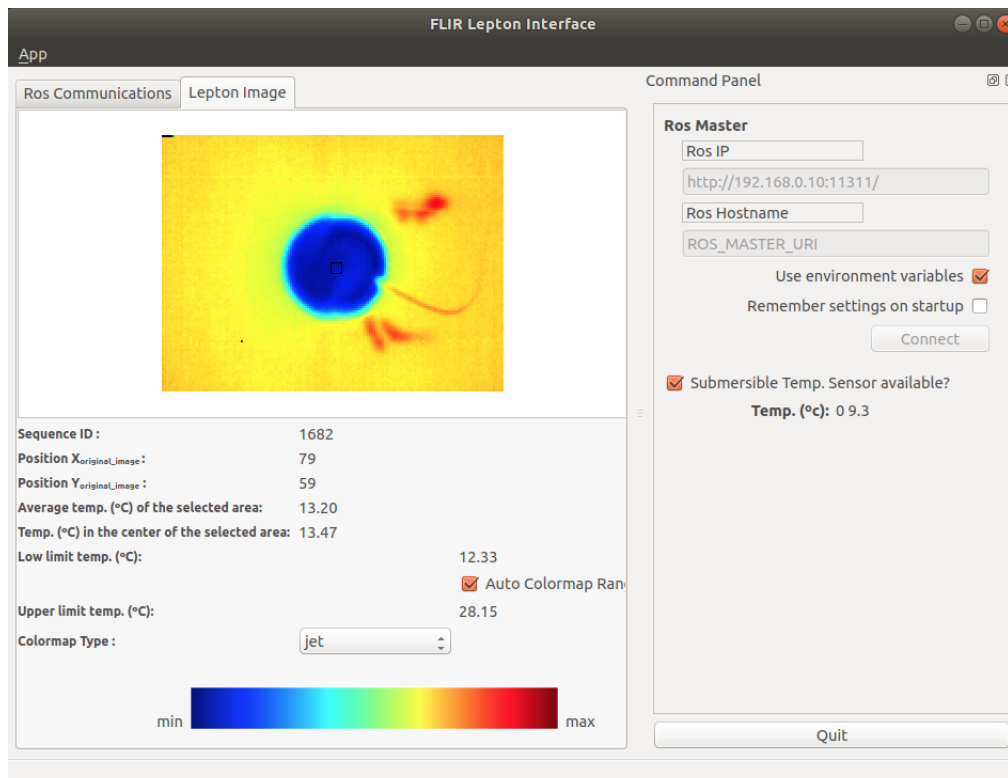 FLIR Lepton Interface
App
Ros Communications
Lepton Image
Sequence ID : 1682
Position Xoriginal_image : 79
Position Yoriginal_image : 59
Average temp. (ºC) of the selected area: 13.20
Temp. (ºC) in the center of the selected area: 13.47
Low limit temp. (ºC): 12.33
Auto Colormap Ran
Upper limit temp. (ºC): 28.15
Colormap Type : jet
min
max
Command Panel
Ros Master
Ros IP
http://192.168.0.10:11311/
Ros Hostname
ROS_MASTER_URI
Use environment variables
Remember settings on startup
Connect
Submersible Temp. Sensor available?
Temp. (ºc): 0 9.3
Quit